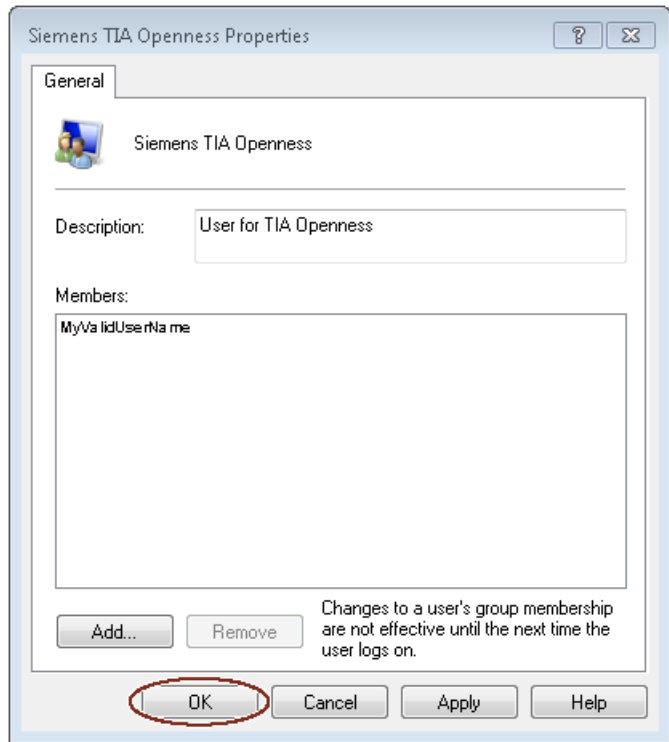 Siemens TIA Openness Properties
General
Siemens TIA Openness
Description:
User for TIA Openness
Members:
MyValidUserName
Add...
Remove
Changes to a user's group membership
are not effective until the next time the
user logs on.
OK
Cancel
Apply
Help